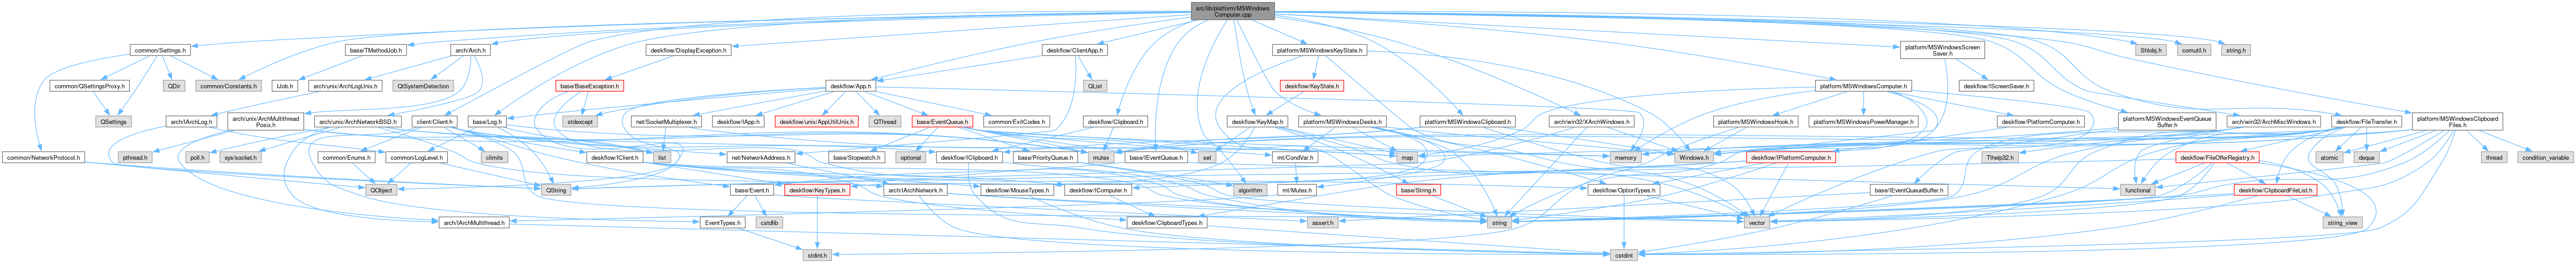 src/lib/platform/MSWindows
Computer.cpp
common/Settings.h
base/TMethodJob.h
arch/Arch.h
deskflow/DisplayException.h
deskflow/ClientApp.h
platform/MSWindowsKeyState.h
platform/MSWindowsScreen
Saver.h
Shlobj.h
comutil.h
string.h
common/QSettingsProxy.h
QDir
common/Constants.h
IJob.h
arch/unix/ArchLogUnix.h
QtSystemDetection
base/BaseException.h
deskflow/App.h
QList
deskflow/KeyState.h
platform/MSWindowsComputer.h
deskflow/IScreenSaver.h
QSettings
arch/IArchLog.h
arch/unix/ArchMultithread
Posix.h
arch/unix/ArchNetworkBSD.h
client/Client.h
base/Log.h
stdexcept
net/SocketMultiplexer.h
deskflow/IApp.h
deskflow/unix/AppUtilUnix.h
QThread
base/EventQueue.h
common/ExitCodes.h
deskflow/Clipboard.h
deskflow/KeyMap.h
platform/MSWindowsDesks.h
platform/MSWindowsClipboard.h
arch/win32/XArchWindows.h
platform/MSWindowsHook.h
platform/MSWindowsPowerManager.h
deskflow/PlatformComputer.h
platform/MSWindowsEventQueue
Buffer.h
arch/win32/ArchMiscWindows.h
deskflow/FileTransfer.h
platform/MSWindowsClipboard
Files.h
common/NetworkProtocol.h
pthread.h
poll.h
sys/socket.h
common/Enums.h
common/LogLevel.h
climits
deskflow/IClient.h
list
net/NetworkAddress.h
base/Stopwatch.h
optional
deskflow/IClipboard.h
base/PriorityQueue.h
mutex
base/IEventQueue.h
set
mt/CondVar.h
map
memory
Windows.h
deskflow/IPlatformComputer.h
Tlhelp32.h
deskflow/FileOfferRegistry.h
atomic
deque
thread
condition_variable
QObject
QString
base/Event.h
deskflow/KeyTypes.h
arch/IArchNetwork.h
deskflow/MouseTypes.h
deskflow/IComputer.h
algorithm
mt/Mutex.h
base/String.h
deskflow/OptionTypes.h
base/IEventQueueBuffer.h
functional
deskflow/ClipboardFileList.h
arch/IArchMultithread.h
EventTypes.h
cstdlib
deskflow/ClipboardTypes.h
assert.h
string
vector
string_view
stdint.h
cstdint